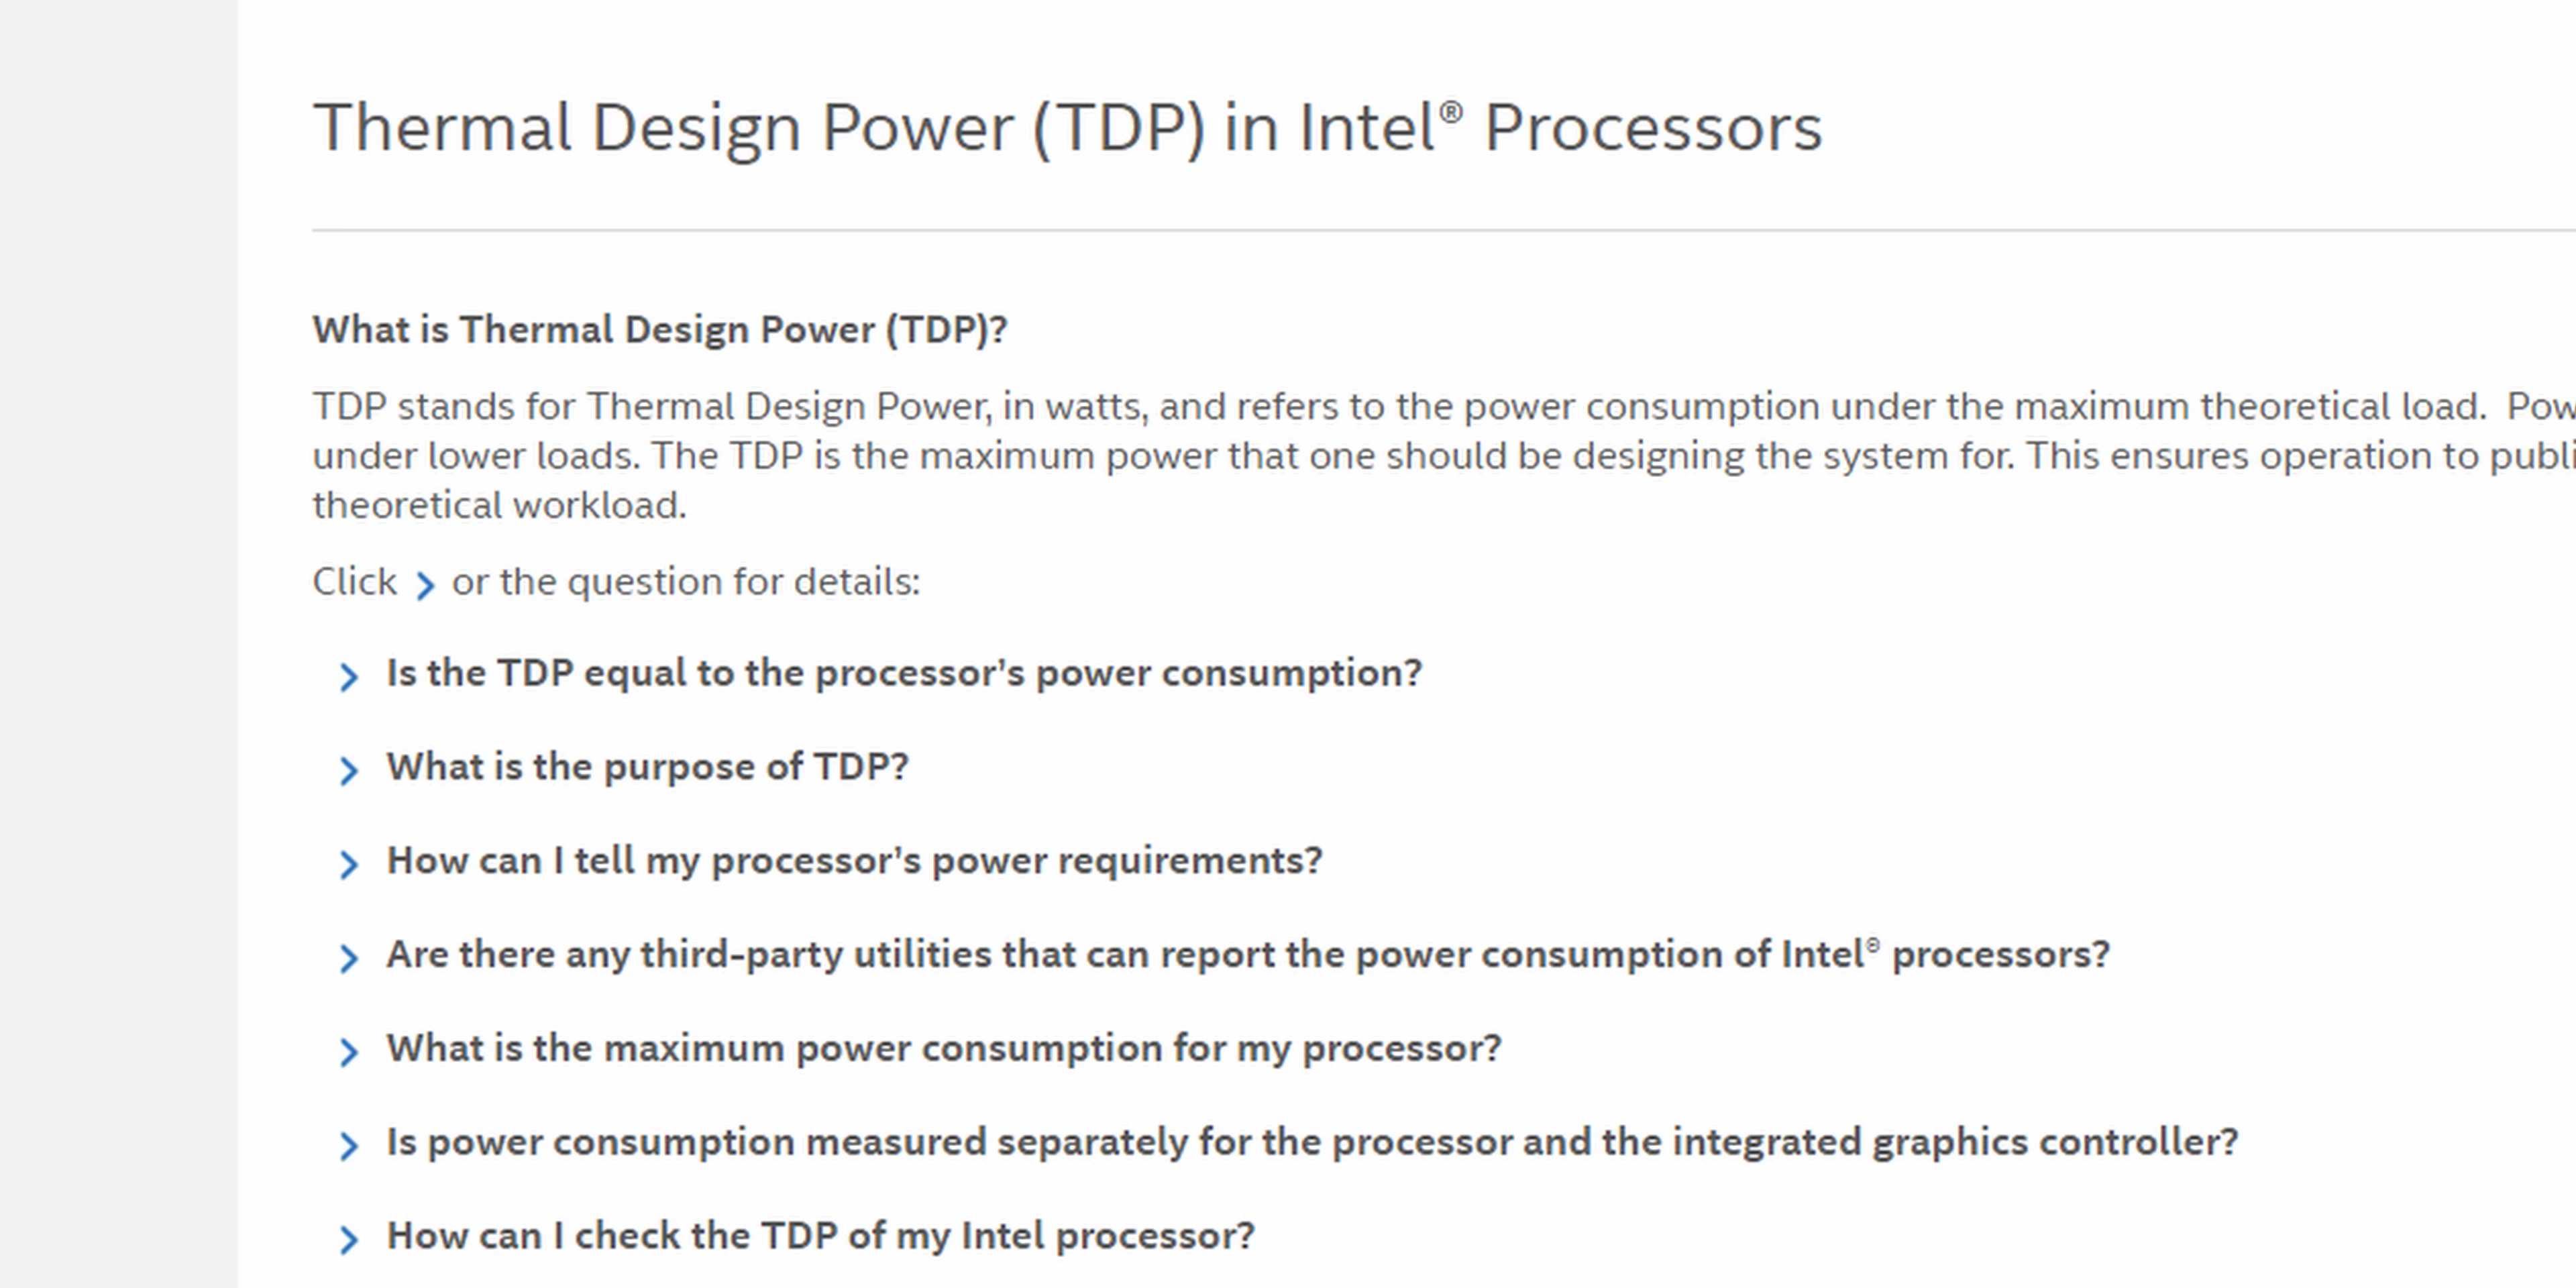 Thermal Design Power (TDP) in Intel® Processors
What is Thermal Design Power (TDP)?
TDP stands for Thermal Design Power, in watts, and refers to the power consumption under the maximum theoretical load.
under lower loads. The TDP is the maximum power that one should be designing the system for. This ensures operation to
theoretical workload.
Click > or the question for details:
> Is the TDP equal to the processor's power consumption?
> What is the purpose of TDP?
> How can I tell my processor's power requirements?
> Are there any third-party utilities that can report the power consumption of Intel® processors?
> What is the maximum power consumption for my processor?
> Is power consumption measured separately for the processor and the integrated graphics controller?
> How can I check the TDP of my Intel processor?